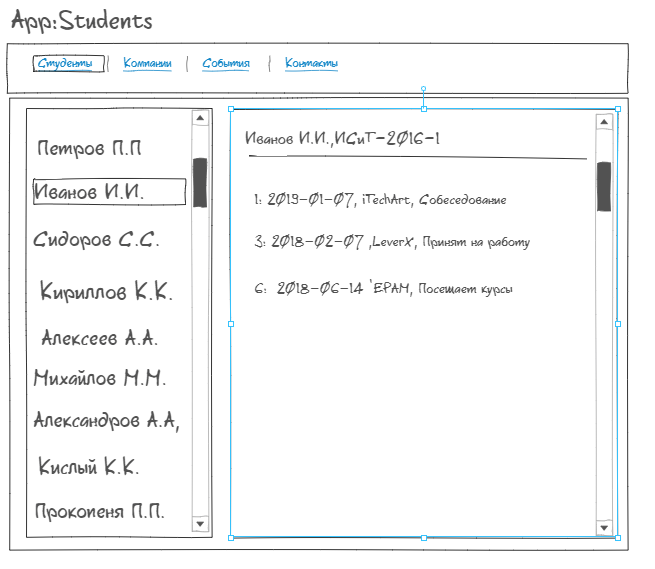 App:Students
Студенты | Компании | События | Контакты
Петров П.П
Иванов И.И.
Сидоров С.С.
Кириллов К.К.
Алексеев А.А.
Михайлов М.М.
Александров А.А,
Кислый К.К.
Прокопеня П.П.
Иванов И.И.,ИСиТ-2016-1
1: 2019-01-07, iTechArt, Собеседование
3: 2018-02-07 ,LeverX, Принят на работу
6: 2018-06-14 'EPAM, Посещает курсы